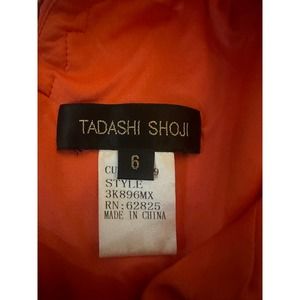 TADASHI SHOJI
6
STYLE
3K896MX
RN:62825
MADE IN CHINA